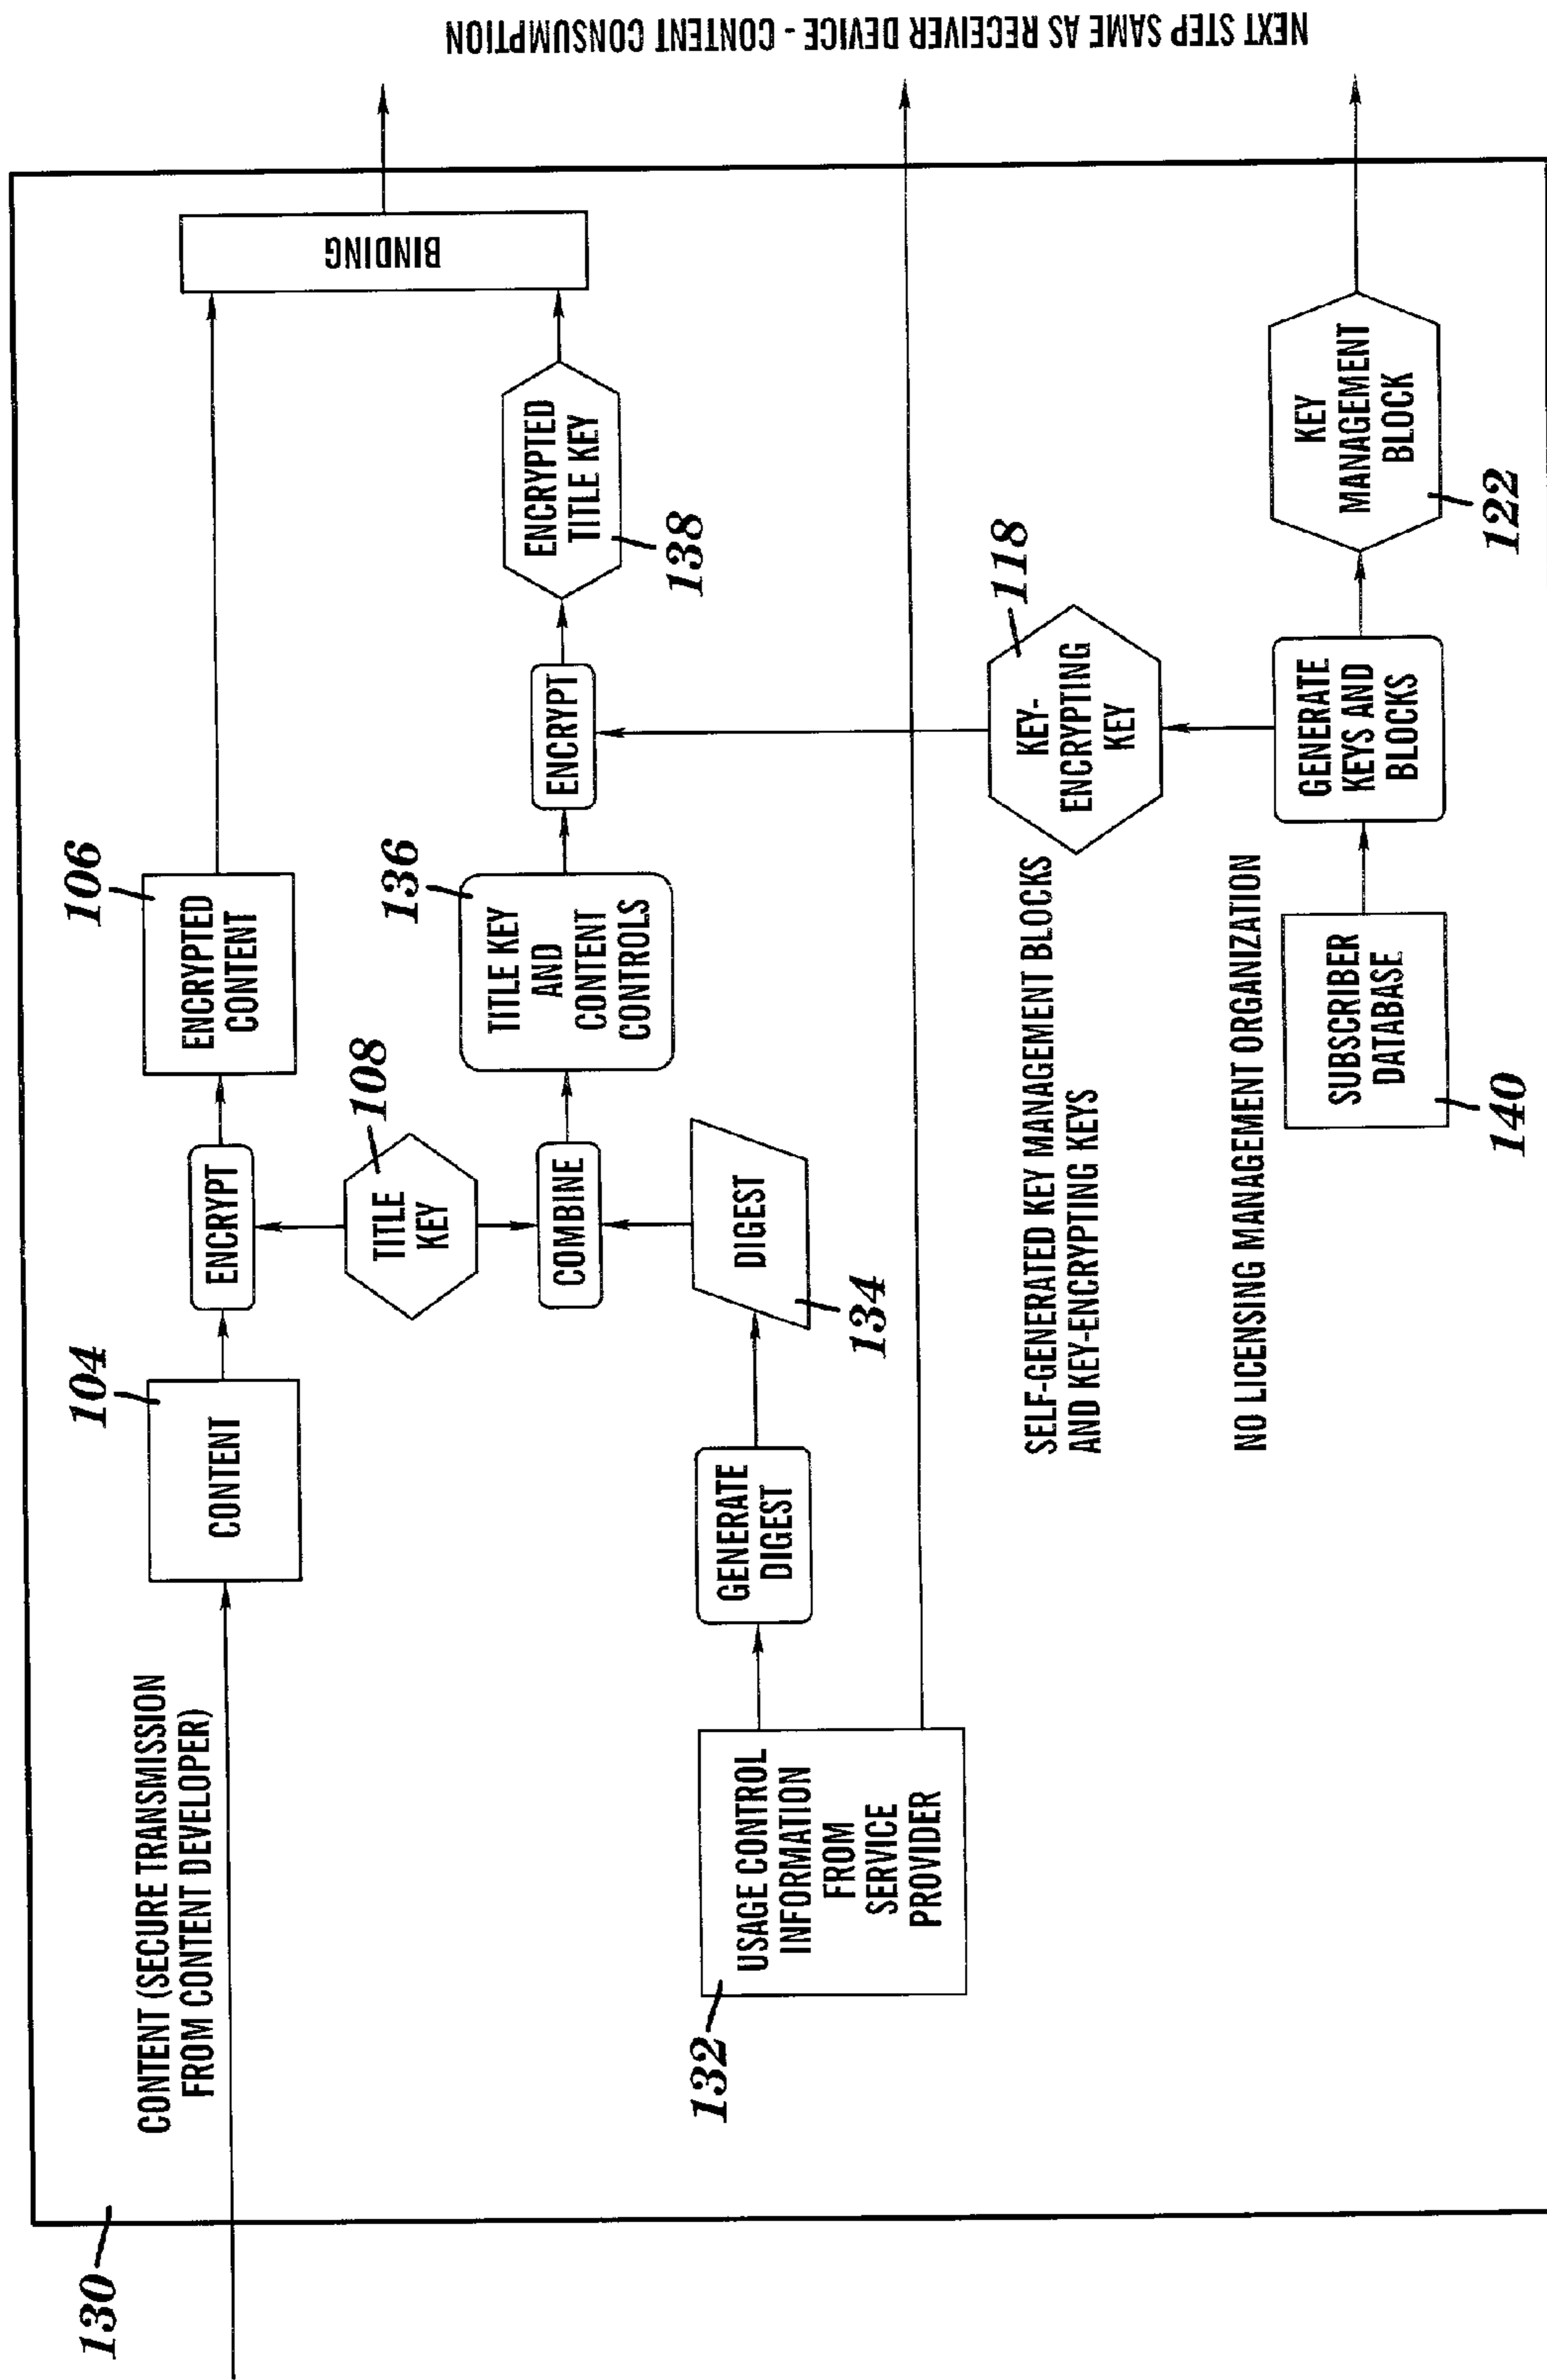 130
CONTENT (SECURE TRANSMISSION
FROM CONTENT DEVELOPER)
104
CONTENT
ENCRYPT
106
ENCRYPTED
CONTENT
BINDING
108
TITLE
KEY
COMBINE
136
TITLE KEY
AND
CONTENT
CONTROLS
ENCRYPT
ENCRYPTED
TITLE KEY
138
132
USAGE CONTROL
INFORMATION
FROM
SERVICE
PROVIDER
GENERATE
DIGEST
DIGEST
134
SELF-GENERATED KEY MANAGEMENT BLOCKS
AND KEY-ENCRYPTING KEYS
118
KEY-
ENCRYPTING
KEY
NO LICENSING MANAGEMENT ORGANIZATION
SUBSCRIBER
DATABASE
140
GENERATE
KEYS AND
BLOCKS
KEY
MANAGEMENT
BLOCK
122
NEXT STEP SAME AS RECEIVER DEVICE - CONTENT CONSUMPTION